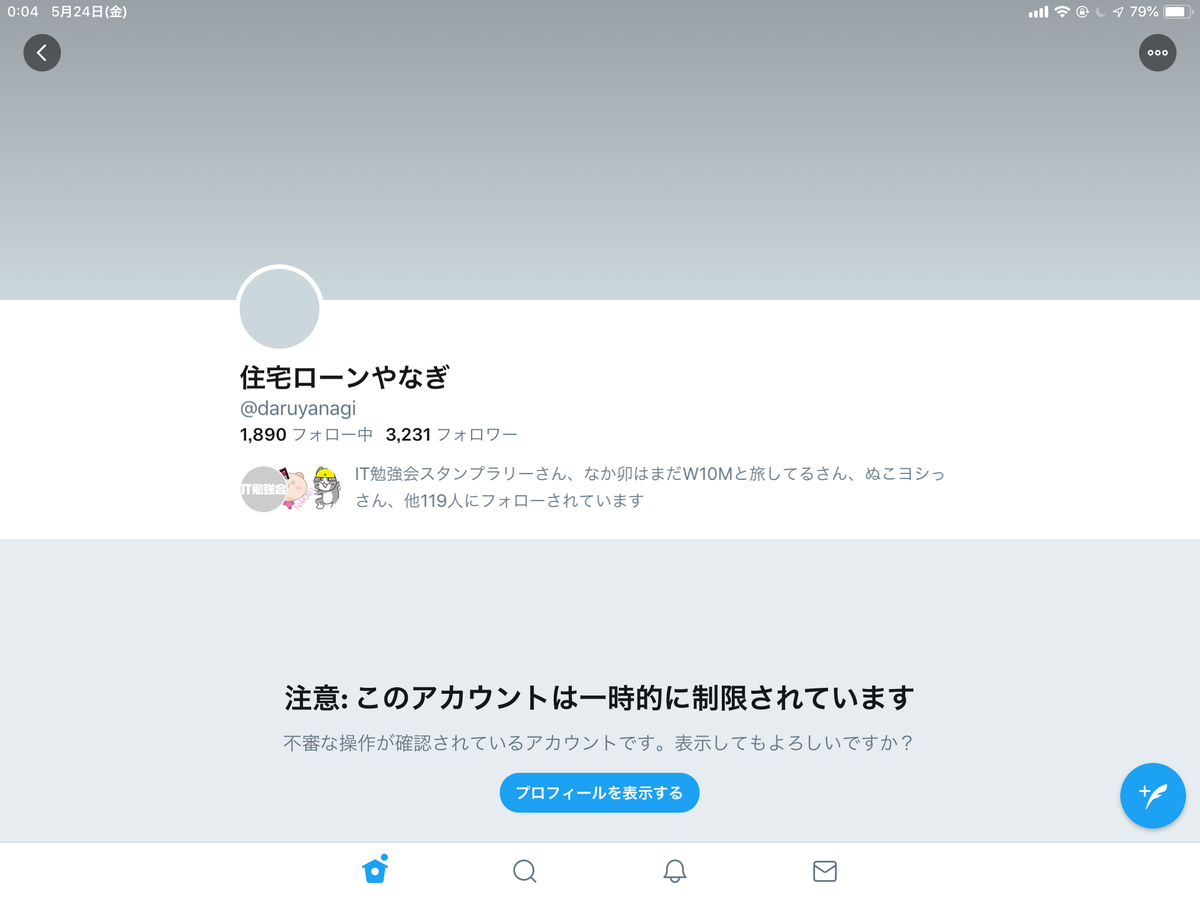 0:04 5月24日(金)
79%
住宅ローンやなぎ
@daruyanagi
1,890 フォロー中 3,231 フォロワー
IT勉強会
IT勉強会スタンプラリーさん、なか卯はまだW10Mと旅してるさん、ぬこヨシっ
さん、他119人にフォローされています
注意: このアカウントは一時的に制限されています
不審な操作が確認されているアカウントです。表示してもよろしいですか？
プロフィールを表示する